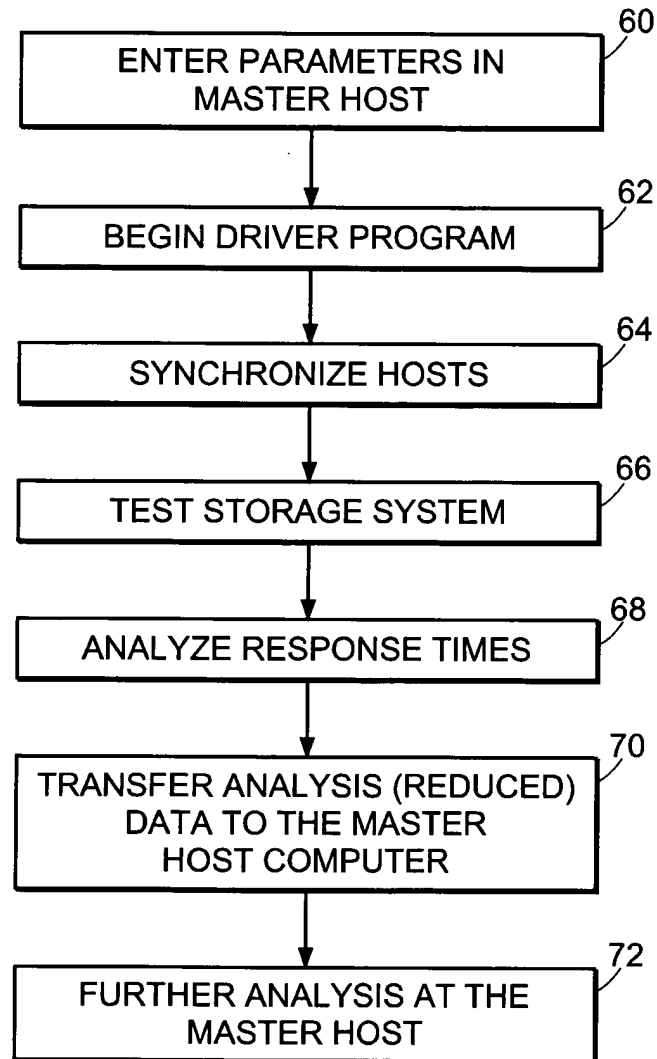 60
ENTER PARAMETERS IN
MASTER HOST
62
BEGIN DRIVER PROGRAM
64
SYNCHRONIZE HOSTS
66
TEST STORAGE SYSTEM
68
ANALYZE RESPONSE TIMES
70
TRANSFER ANALYSIS (REDUCED)
DATA TO THE MASTER
HOST COMPUTER
72
FURTHER ANALYSIS AT THE
MASTER HOST